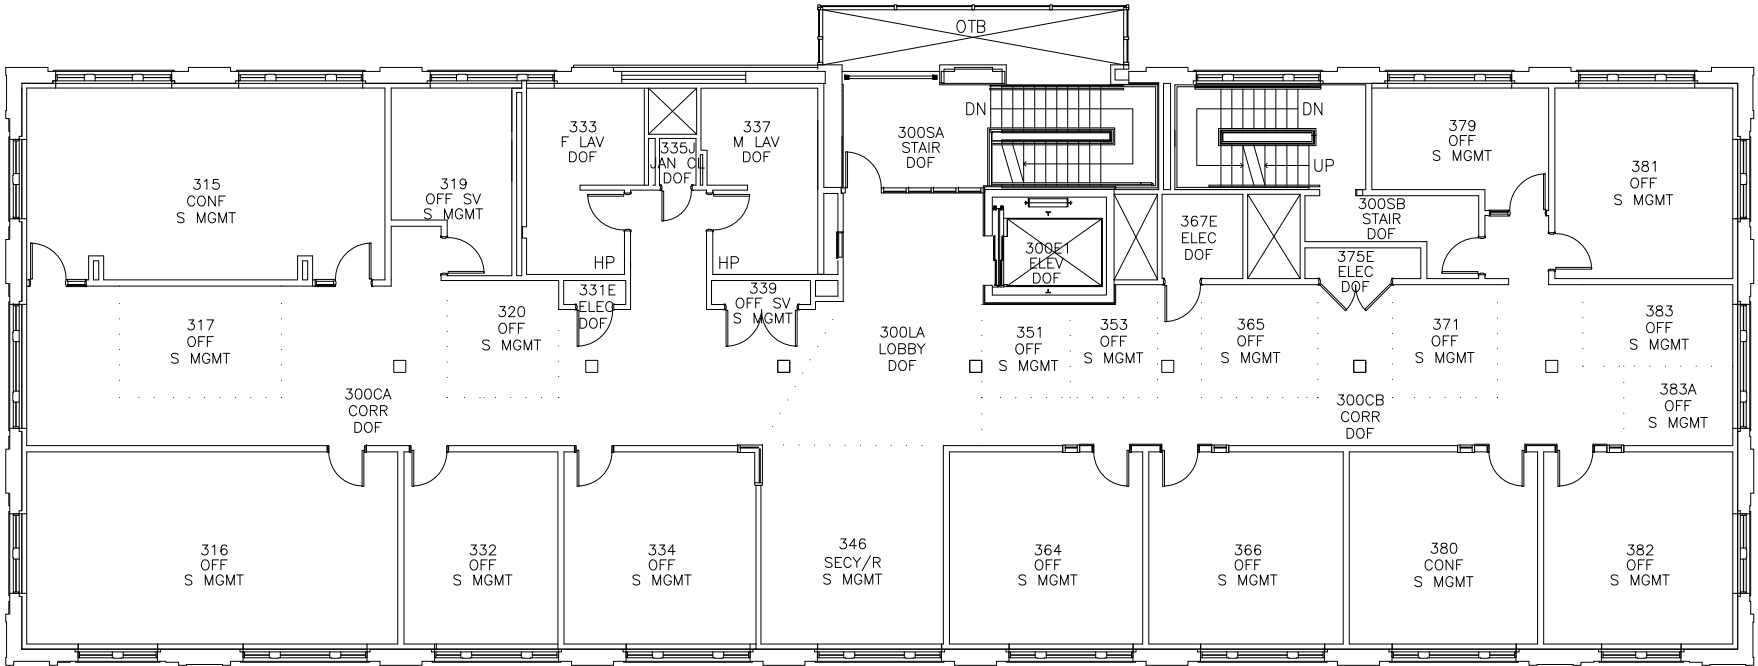 OTB
DN
DN
UP
315
CONF
S MGMT
319
OFF SV
S MGMT
333
F LAV
DOF
335J
JAN CL
DOF
337
M LAV
DOF
300SA
STAIR
DOF
379
OFF
S MGMT
381
OFF
S MGMT
300SB
STAIR
DOF
367E
ELEC
DOF
300E1
ELEV
DOF
375E
ELEC
DOF
HP
HP
331E
ELEC
DOF
339
OFF SV
S MGMT
317
OFF
S MGMT
320
OFF
S MGMT
300LA
LOBBY
DOF
351
OFF
S MGMT
353
OFF
S MGMT
365
OFF
S MGMT
371
OFF
S MGMT
383
OFF
S MGMT
383A
OFF
S MGMT
300CA
CORR
DOF
300CB
CORR
DOF
316
OFF
S MGMT
332
OFF
S MGMT
334
OFF
S MGMT
346
SECY/R
S MGMT
364
OFF
S MGMT
366
OFF
S MGMT
380
CONF
S MGMT
382
OFF
S MGMT